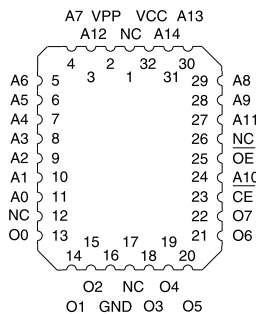 A7 VPP VCC A13
A12 NC A14
4 2 32 30
3 1 31
A6 5 29 A8
A5 6 28 A9
A4 7 27 A11
A3 8 26 NC
A2 9 25 OE
A1 10 24 A10
A0 11 23 CE
NC 12 22 O7
O0 13 21 O6
15 17 19
14 16 18 20
O2 NC O4
O1 GND O3 O5